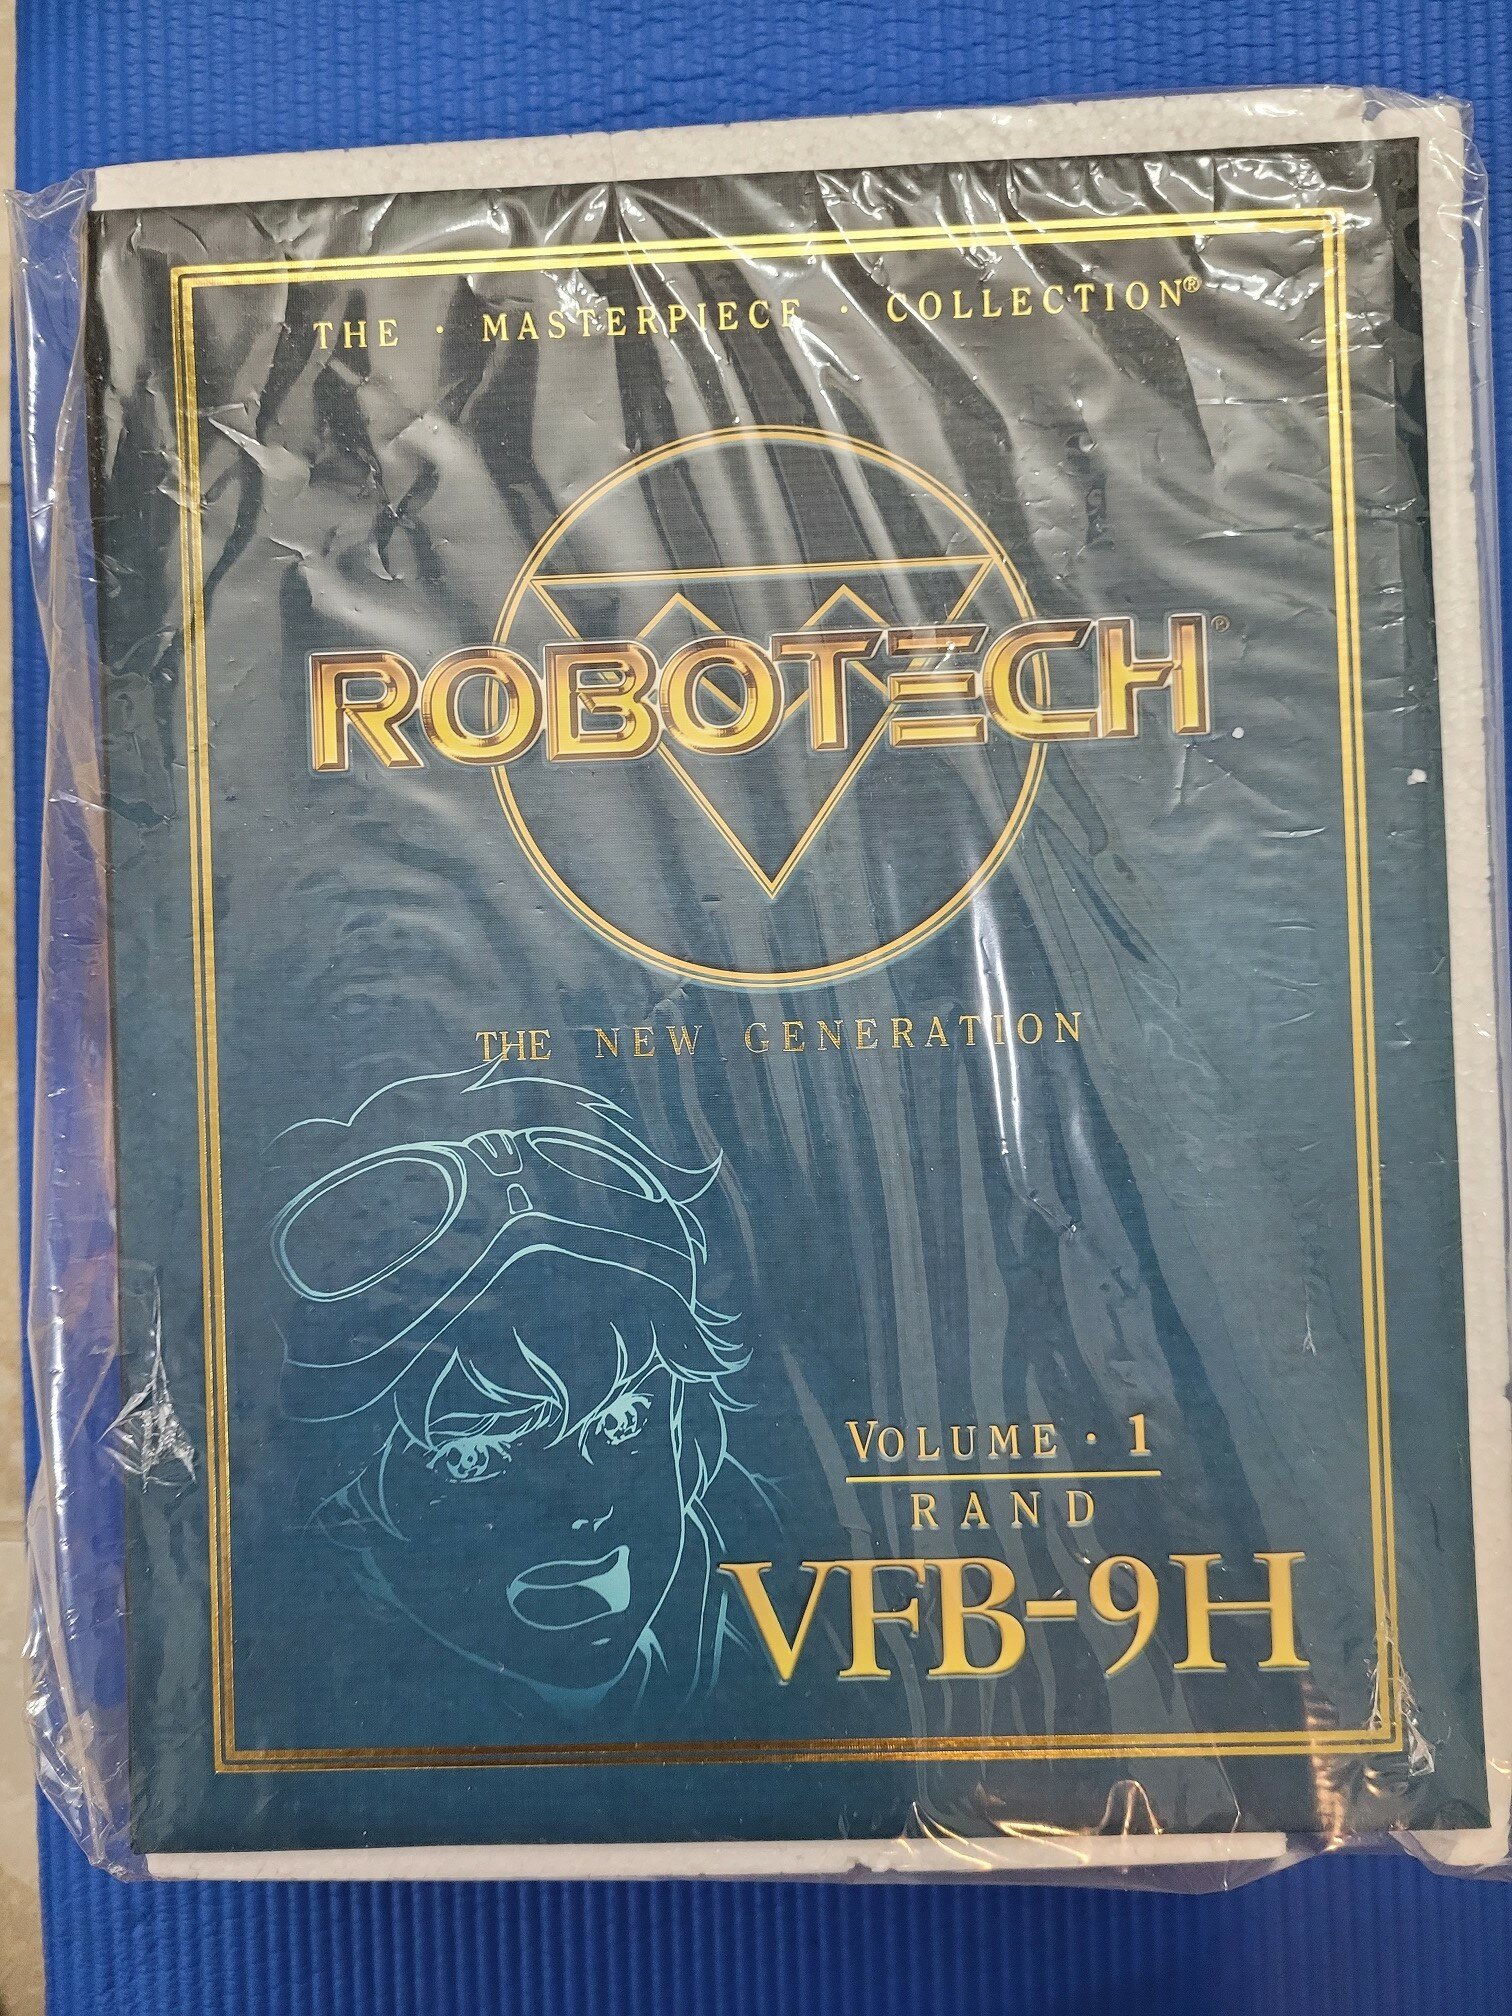 THE · MASTERPIECE · COLLECTION®
ROBOTECH®
THE NEW GENERATION
VOLUME · 1
RAND
VFB-9H